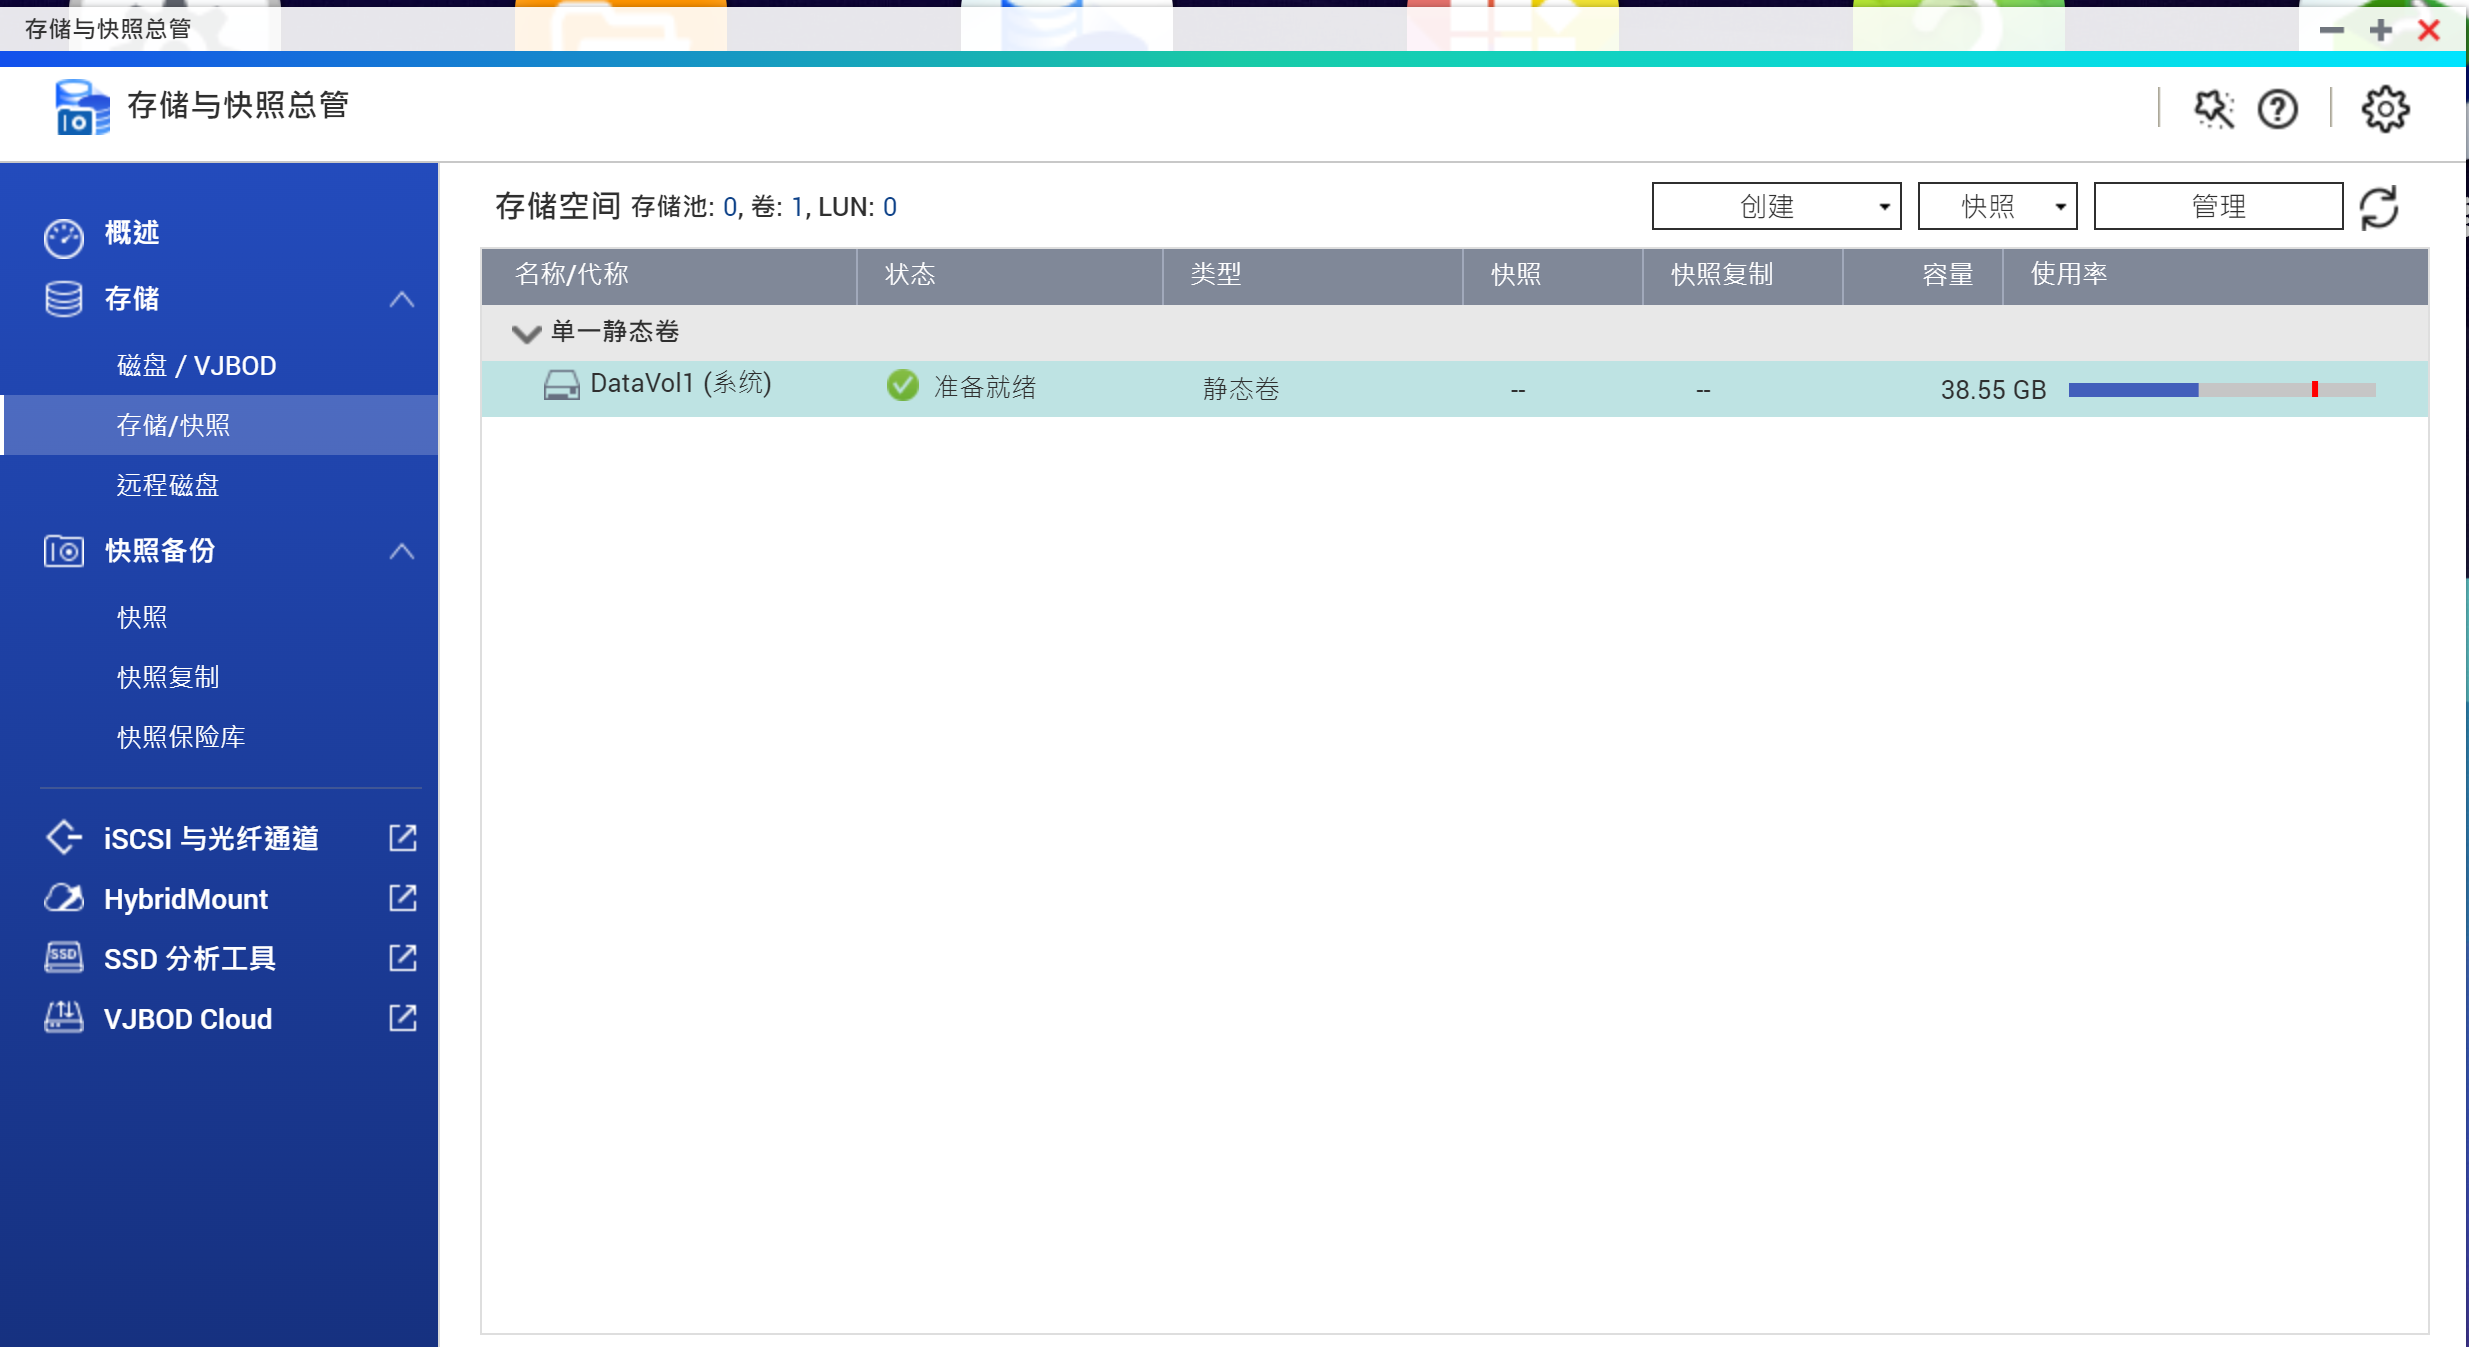 存储与快照总管
存储与快照总管
概述
存储
磁盘 / VJBOD
存储/快照
远程磁盘
快照备份
快照
快照复制
快照保险库
iSCSI 与光纤通道
HybridMount
SSD
SSD 分析工具
VJBOD Cloud
存储空间 存储池: 0, 卷: 1, LUN: 0
创建
快照
管理
名称/代称 状态 类型 快照 快照复制 容量 使用率
单一静态卷
DataVol1 (系统) 准备就绪 静态卷 -- -- 38.55 GB